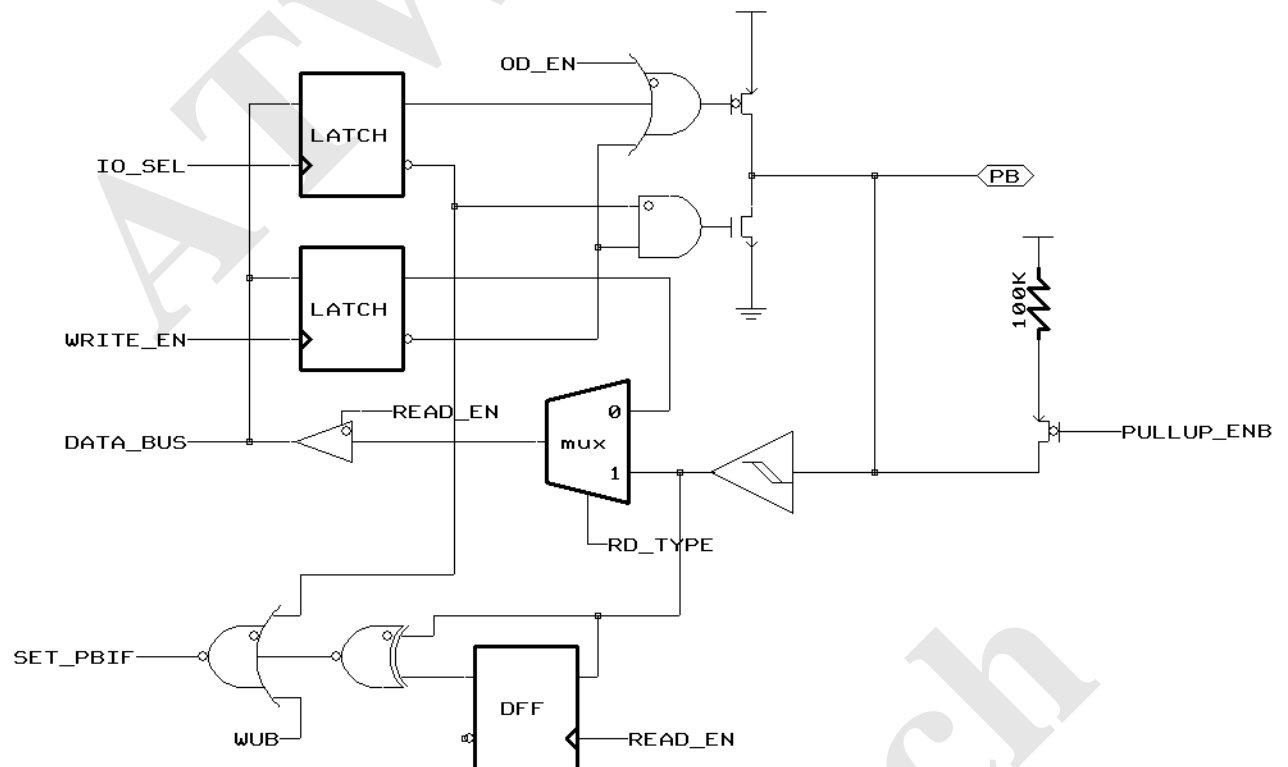 OD_EN
LATCH
IO_SEL
PB
LATCH
100K
WRITE_EN
READ_EN
0
DATA_BUS
mux
PULLUP_ENB
1
RD_TYPE
SET_PBIF
DFF
WUB
READ_EN